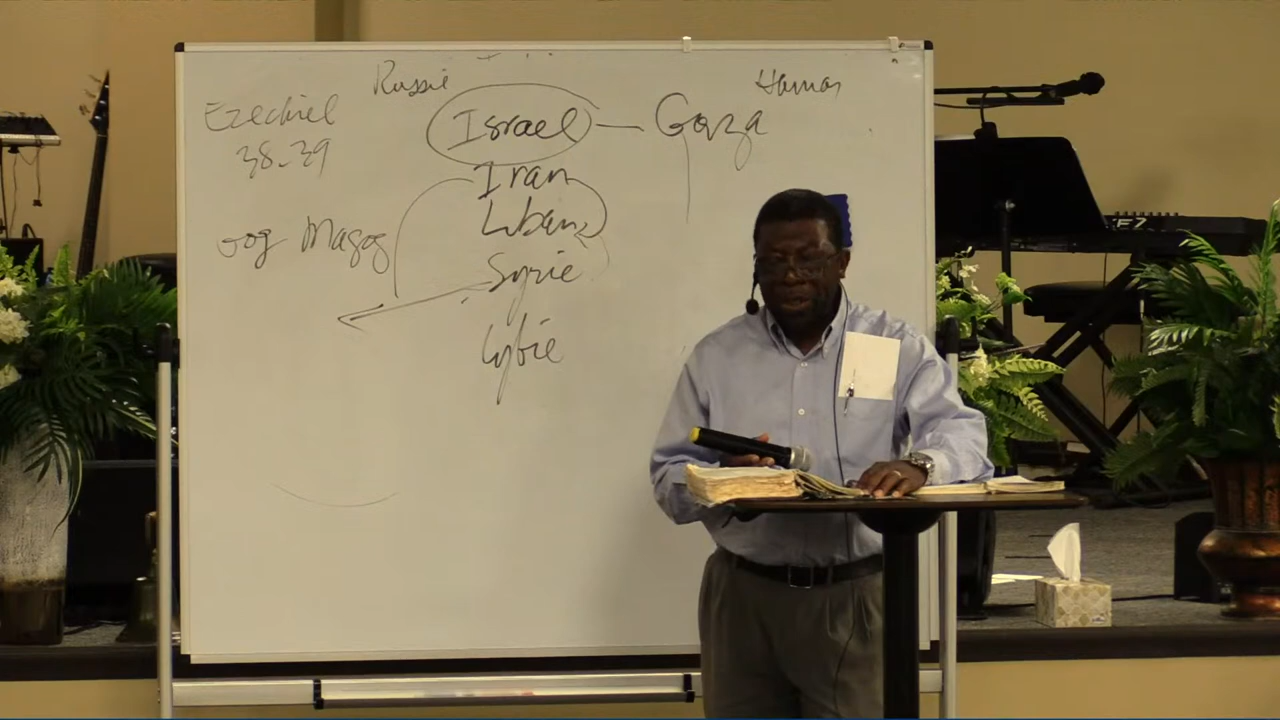 Russie
Hamas
Ezechiel
38-39
Israel — Gaza
Iran
Liban
Syrie
Lybie
gog Magog